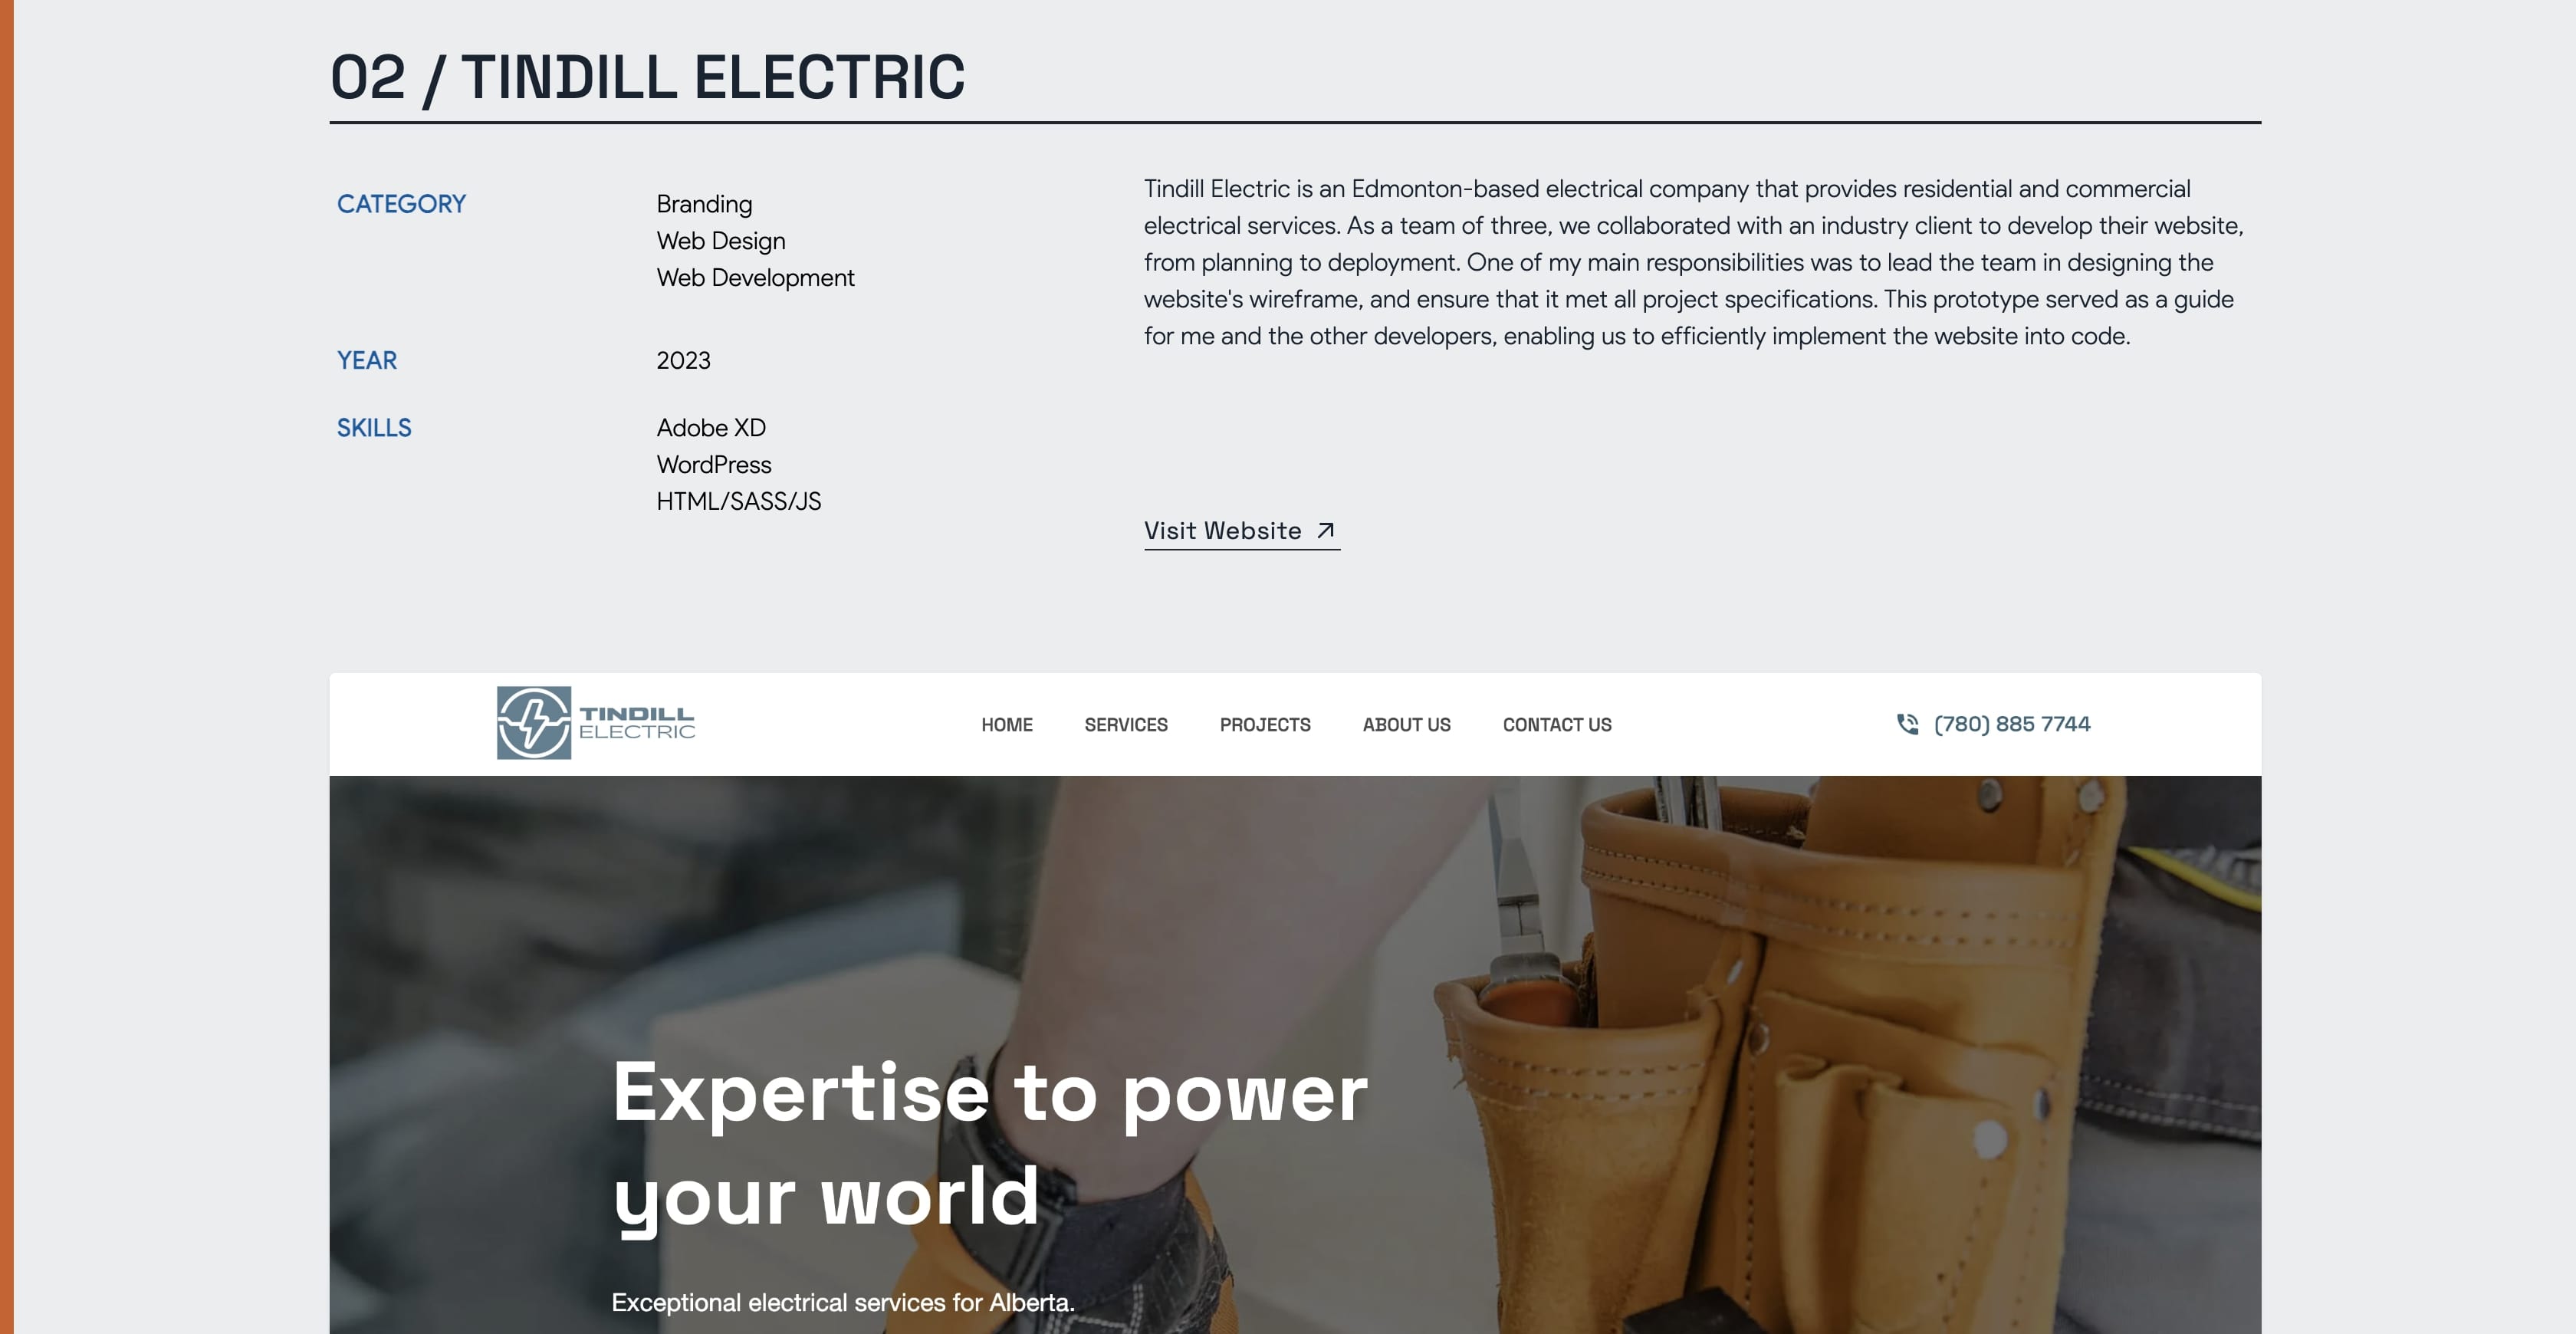 02 / TINDILL ELECTRIC
CATEGORY
Branding
Web Design
Web Development
YEAR
2023
SKILLS
Adobe XD
WordPress
HTML/SASS/JS
Tindill Electric is an Edmonton-based electrical company that provides residential and commercial
electrical services. As a team of three, we collaborated with an industry client to develop their website,
from planning to deployment. One of my main responsibilities was to lead the team in designing the
website's wireframe, and ensure that it met all project specifications. This prototype served as a guide
for me and the other developers, enabling us to efficiently implement the website into code.
Visit Website
TINDILL
ELECTRIC
HOME SERVICES PROJECTS ABOUT US CONTACT US
(780) 885 7744
Expertise to power
your world
Exceptional electrical services for Alberta.